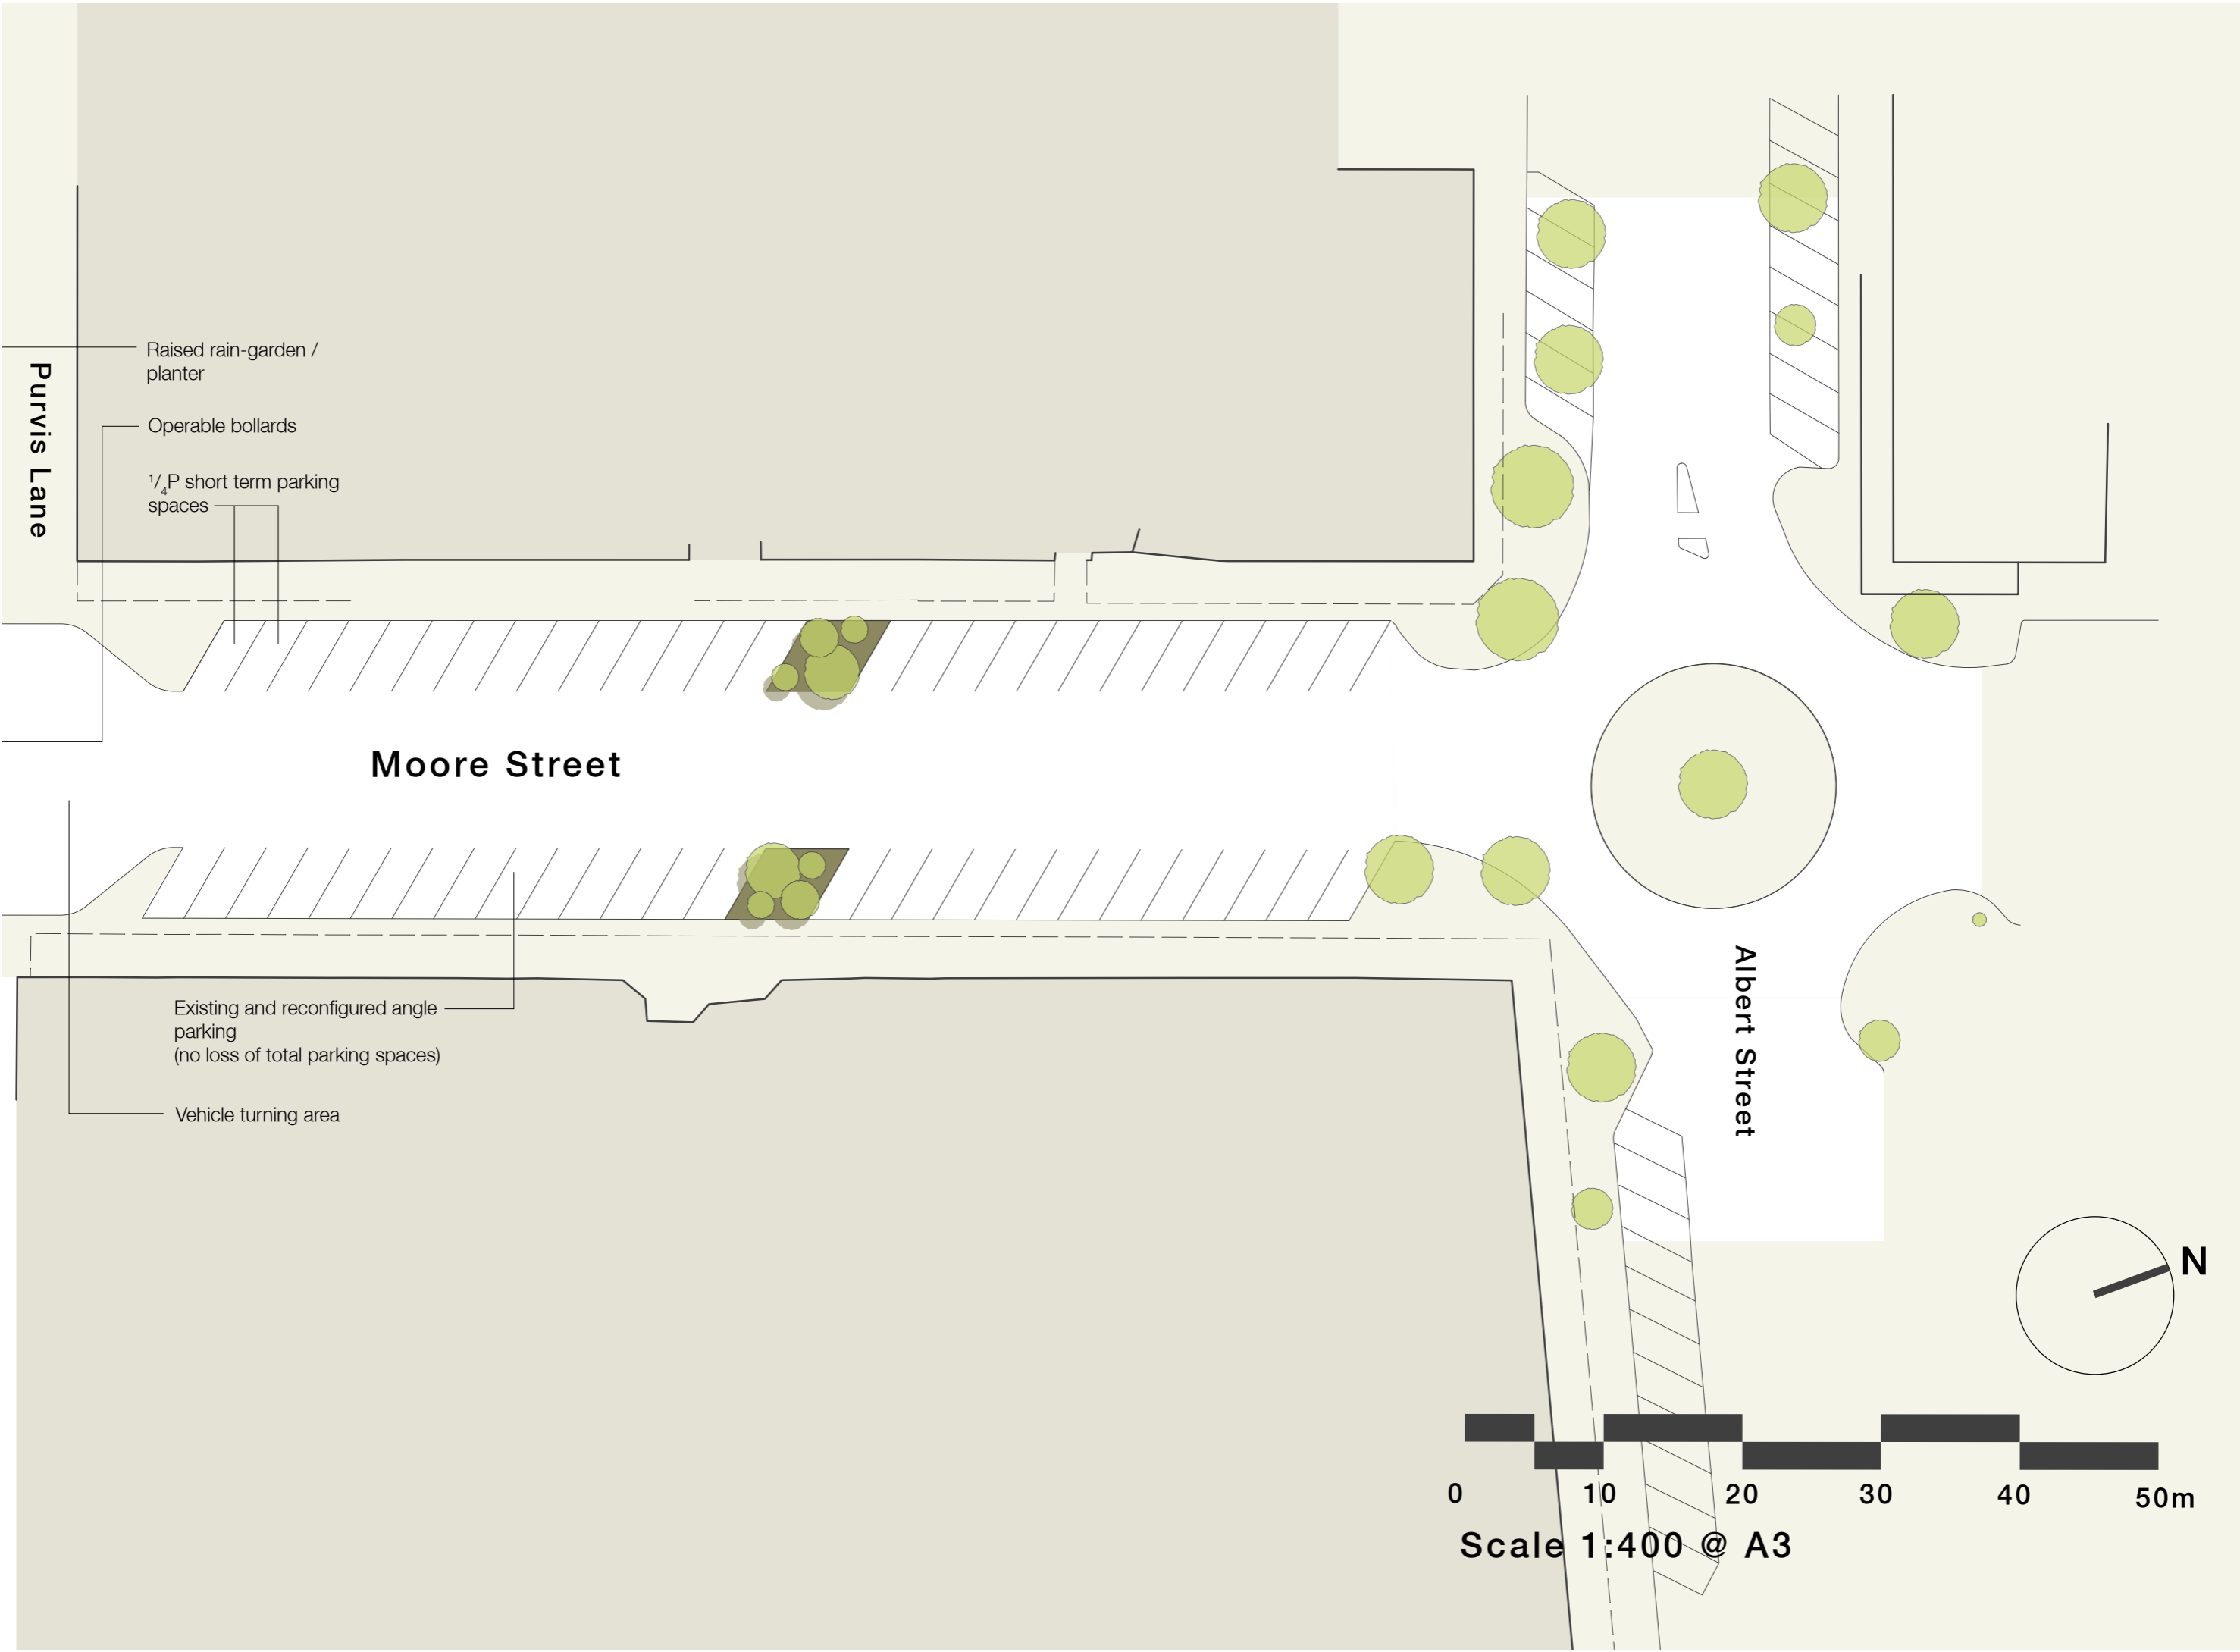 Raised rain-garden /
planter
Purvis Lane
Operable bollards
1/4P short term parking
spaces
Moore Street
Albert Street
Existing and reconfigured angle
parking
(no loss of total parking spaces)
Vehicle turning area
N
0 10 20 30 40 50m
Scale 1:400 @ A3